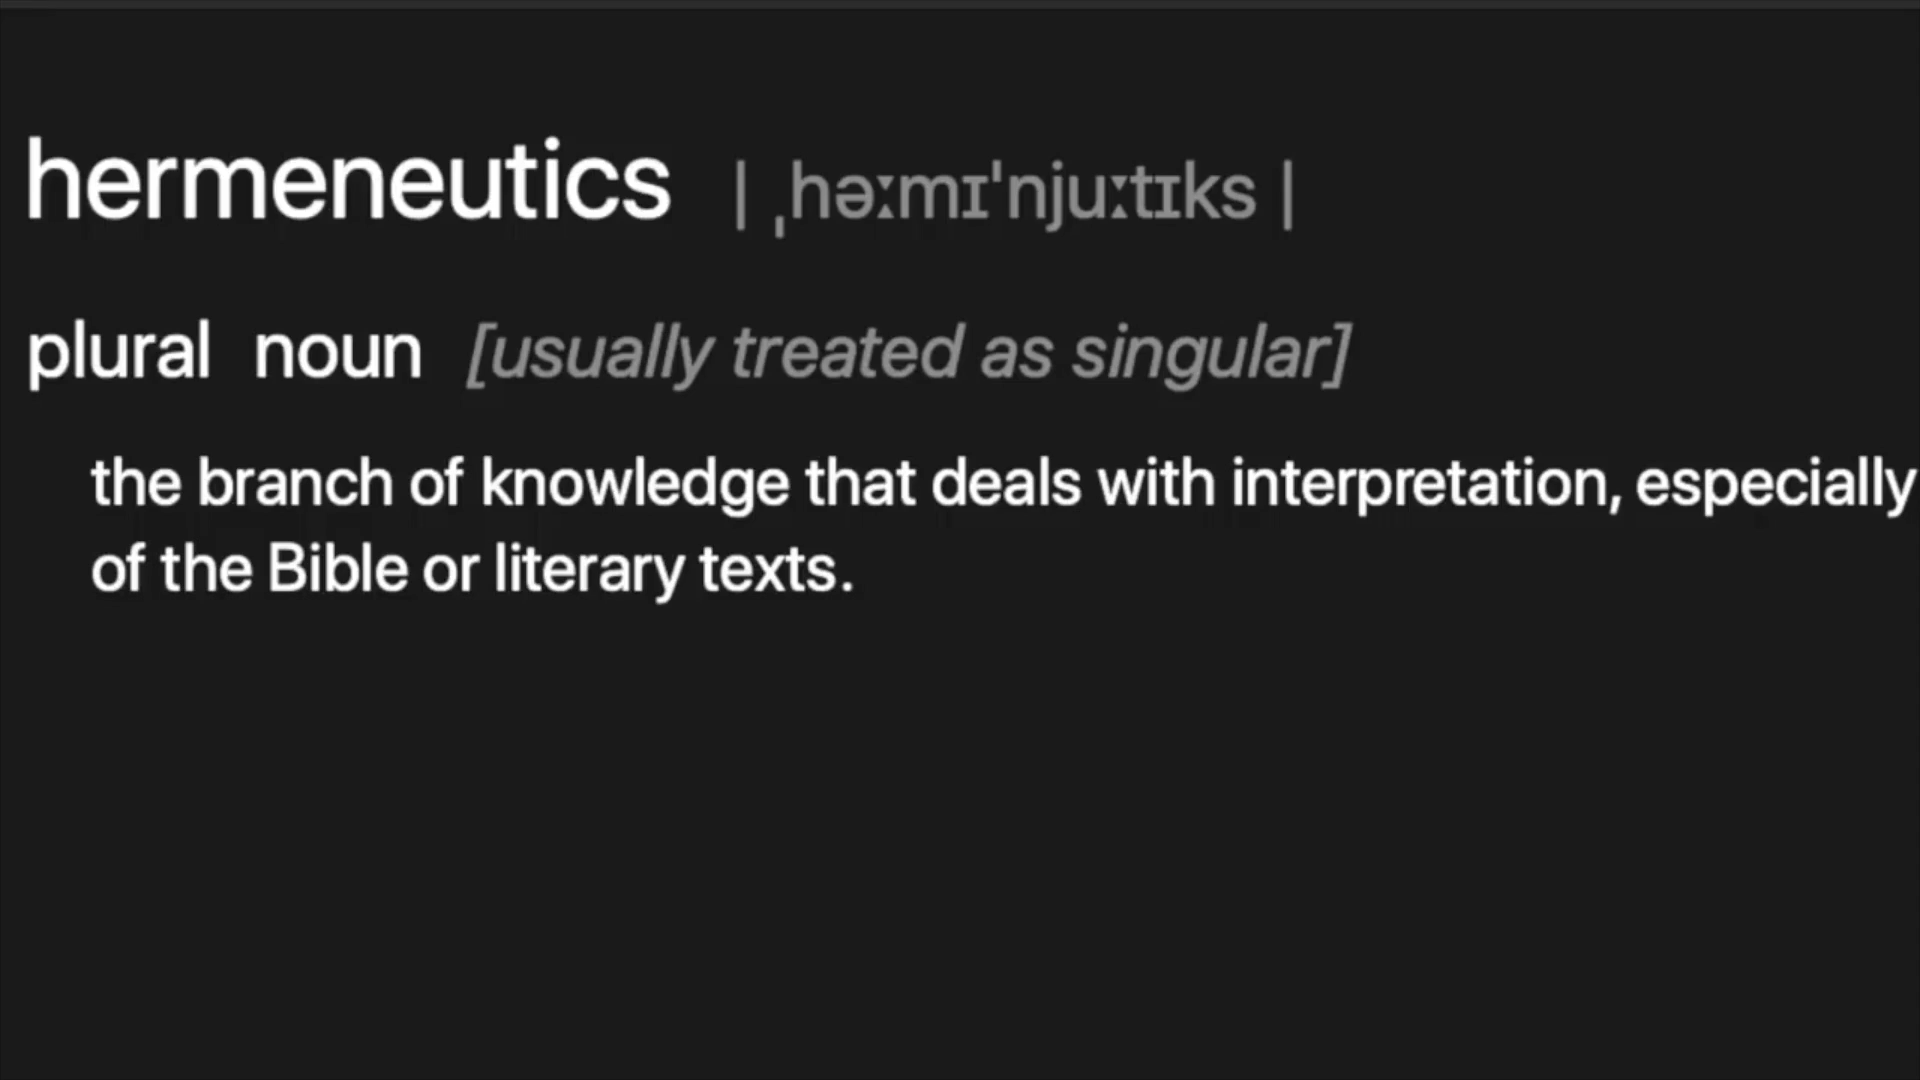 hermeneutics | ˌhəːmɪˈnjuːtɪks |
plural noun [usually treated as singular]
the branch of knowledge that deals with interpretation, especially
of the Bible or literary texts.